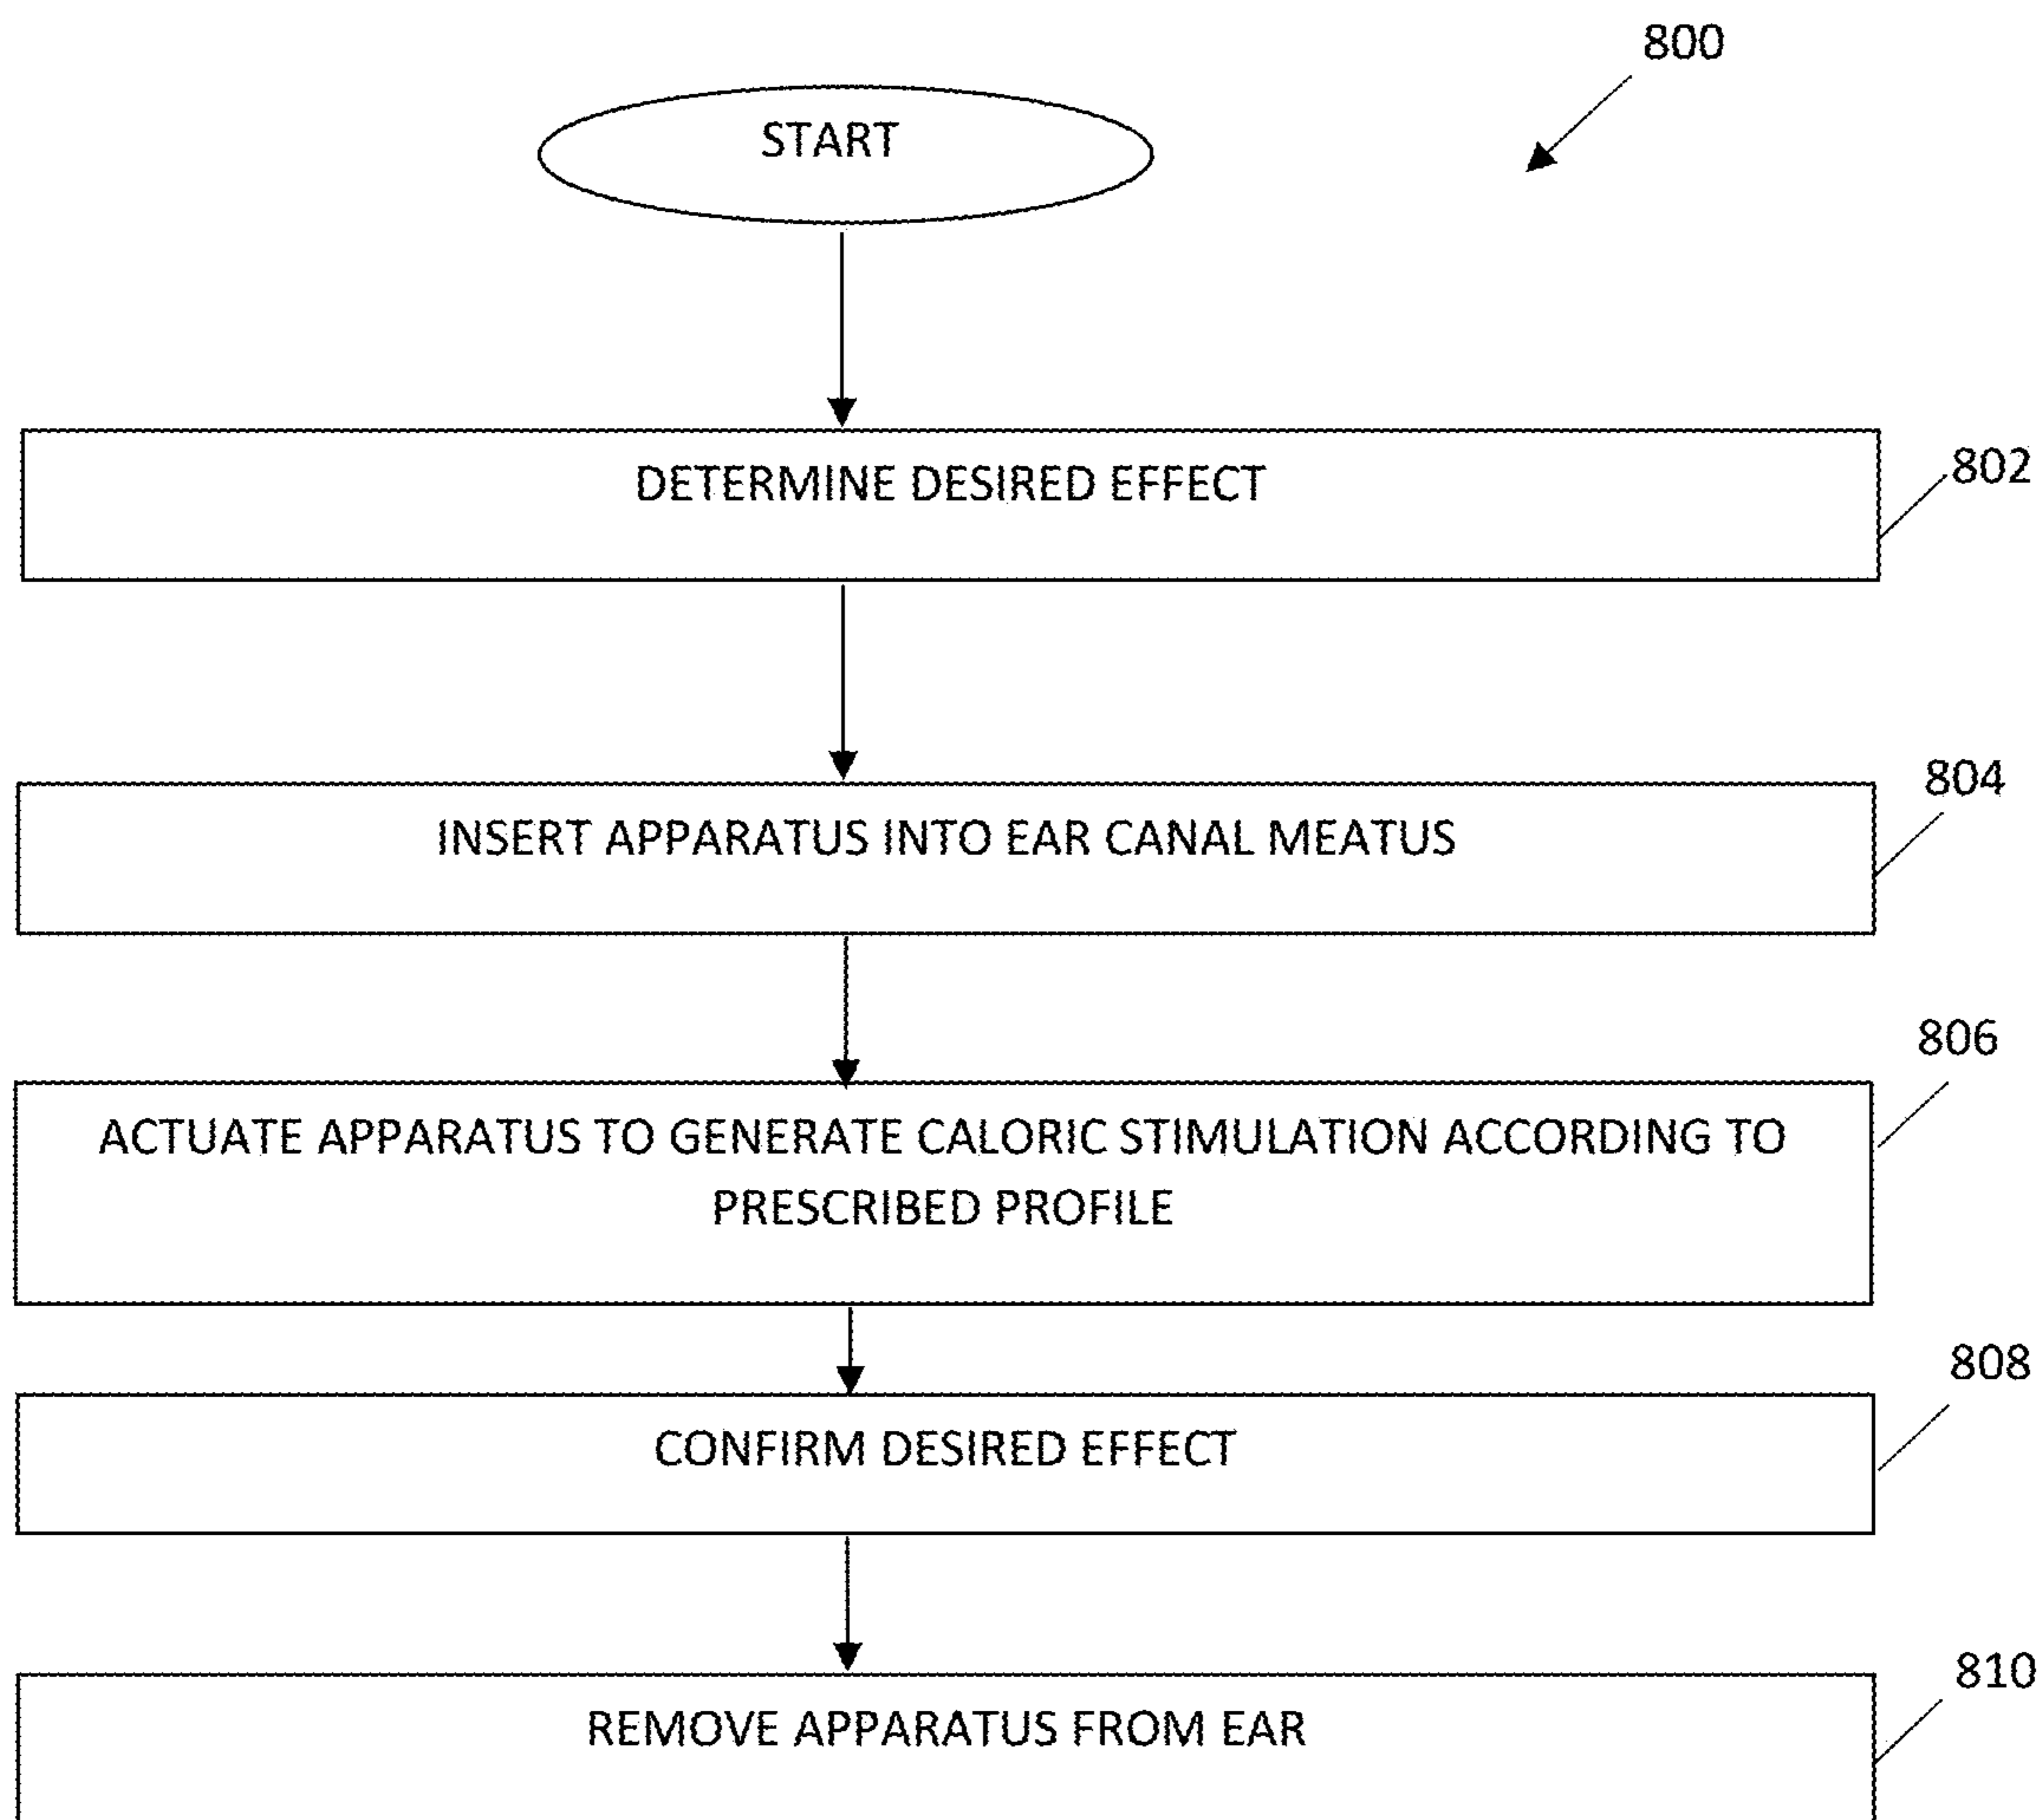 800
START
DETERMINE DESIRED EFFECT
802
INSERT APPARATUS INTO EAR CANAL MEATUS
804
ACTUATE APPARATUS TO GENERATE CALORIC STIMULATION ACCORDING TO
PRESCRIBED PROFILE
806
CONFIRM DESIRED EFFECT
808
REMOVE APPARATUS FROM EAR
810